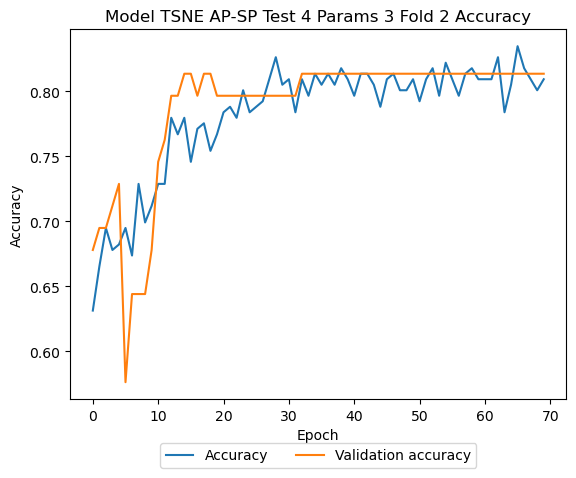 Model TSNE AP-SP Test 4 Params 3 Fold 2 Accuracy
Accuracy
0.80
0.75
0.70
0.65
0.60
0 10 20 30 40 50 60 70
Epoch
Accuracy Validation accuracy